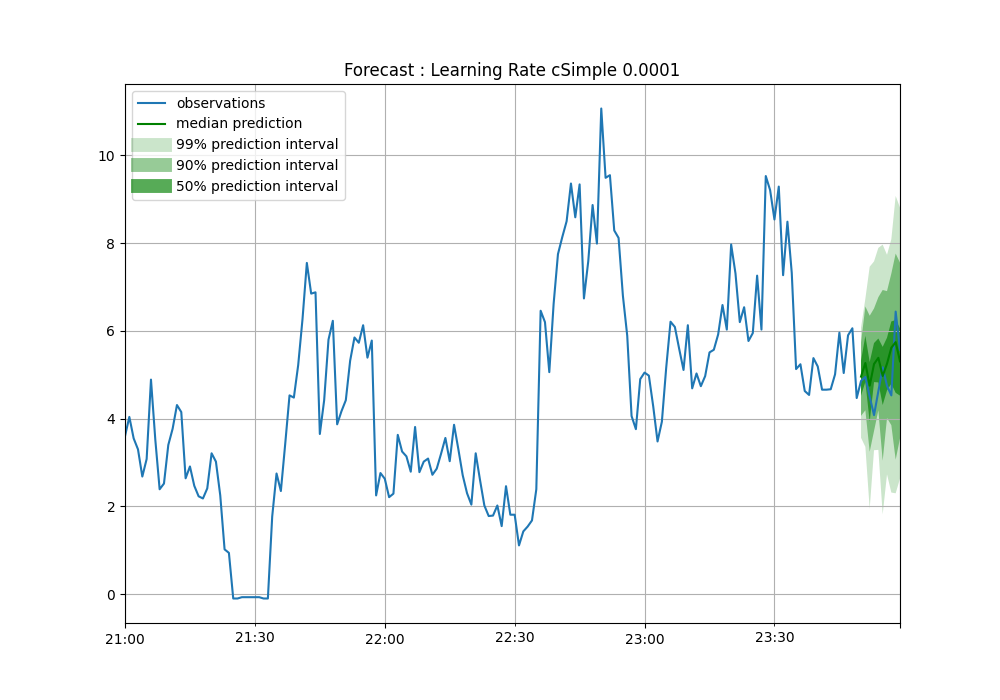 Forecast : Learning Rate cSimple 0.0001
observations
median prediction
99% prediction interval
90% prediction interval
50% prediction interval
10
8
6
4
2
0
21:00 21:30 22:00 22:30 23:00 23:30